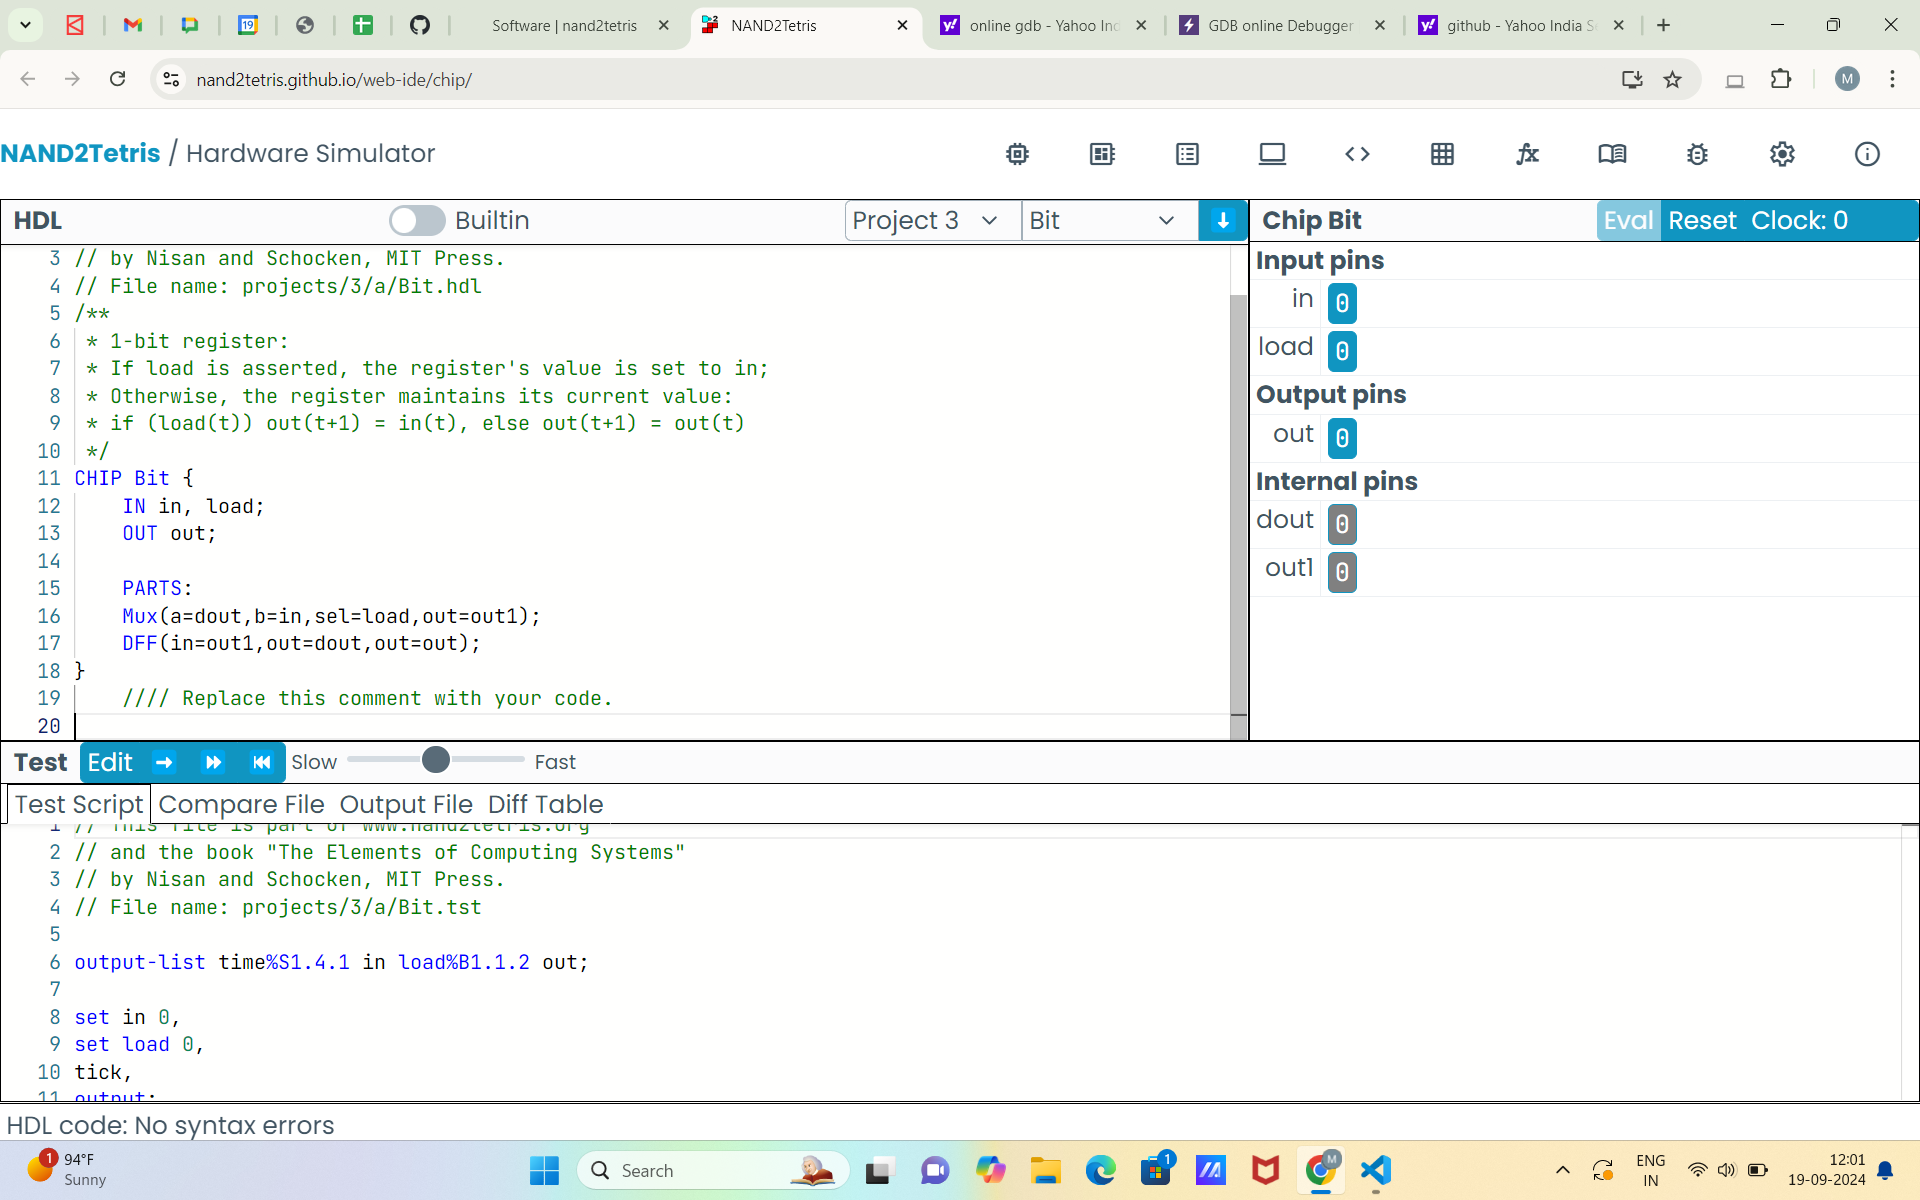 Software | nand2tetris
NAND2Tetris
online gdb - Yahoo Ind
GDB online Debugger
github - Yahoo India Se
nand2tetris.github.io/web-ide/chip/
M
NAND2Tetris / Hardware Simulator
HDL
Builtin
Project 3
Bit
Chip Bit
Eval
Reset
Clock: 0
3 // by Nisan and Schocken, MIT Press.
4 // File name: projects/3/a/Bit.hdl
5 /**
6 * 1-bit register:
7 * If load is asserted, the register's value is set to in;
8 * Otherwise, the register maintains its current value:
9 * if (load(t)) out(t+1) = in(t), else out(t+1) = out(t)
10 */
11 CHIP Bit {
12 IN in, load;
13 OUT out;
14
15 PARTS:
16 Mux(a=dout,b=in,sel=load,out=out1);
17 DFF(in=out1,out=dout,out=out);
18 }
19 //// Replace this comment with your code.
20
Input pins
in 0
load 0
Output pins
out 0
Internal pins
dout 0
out1 0
Test
Edit
Slow
Fast
Test Script
Compare File
Output File
Diff Table
1 // This file is part of www.nand2tetris.org
2 // and the book "The Elements of Computing Systems"
3 // by Nisan and Schocken, MIT Press.
4 // File name: projects/3/a/Bit.tst
5
6 output-list time%S1.4.1 in load%B1.1.2 out;
7
8 set in 0,
9 set load 0,
10 tick,
11 output;
HDL code: No syntax errors
1
94°F
Sunny
Search
1
M
ENG
IN
12:01
19-09-2024